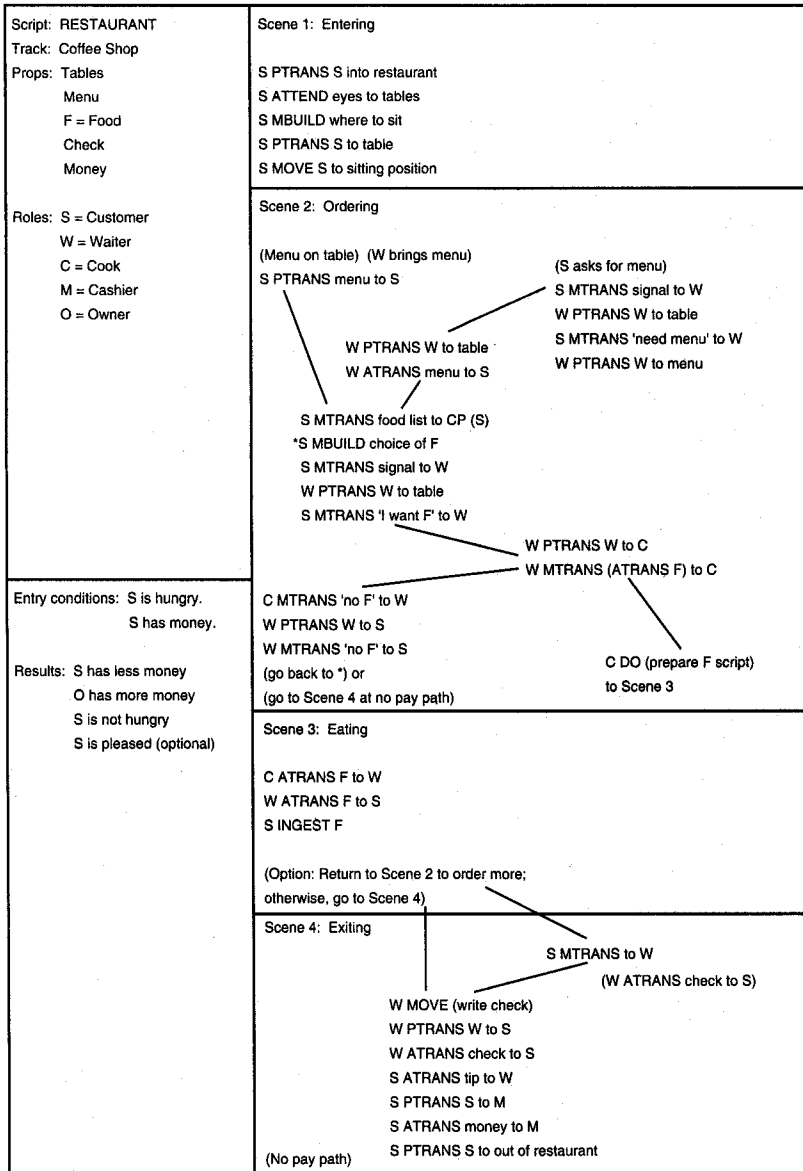 Script: RESTAURANT
Track: Coffee Shop
Props: Tables
Menu
F = Food
Check
Money
Roles: S = Customer
W = Waiter
C = Cook
M = Cashier
O = Owner
Entry conditions: S is hungry.
S has money.
Results: S has less money
O has more money
S is not hungry
S is pleased (optional)
Scene 1: Entering
S PTRANS S into restaurant
S ATTEND eyes to tables
S MBUILD where to sit
S PTRANS S to table
S MOVE S to sitting position
Scene 2: Ordering
(Menu on table) (W brings menu)
S PTRANS menu to S
(S asks for menu)
S MTRANS signal to W
W PTRANS W to table
S MTRANS 'need menu' to W
W PTRANS W to menu
W PTRANS W to table
W ATRANS menu to S
S MTRANS food list to CP (S)
*S MBUILD choice of F
S MTRANS signal to W
W PTRANS W to table
S MTRANS 'I want F' to W
W PTRANS W to C
W MTRANS (ATRANS F) to C
C MTRANS 'no F' to W
W PTRANS W to S
W MTRANS 'no F' to S
(go back to *) or
(go to Scene 4 at no pay path)
C DO (prepare F script)
to Scene 3
Scene 3: Eating
C ATRANS F to W
W ATRANS F to S
S INGEST F
(Option: Return to Scene 2 to order more;
otherwise, go to Scene 4)
Scene 4: Exiting
S MTRANS to W
(W ATRANS check to S)
W MOVE (write check)
W PTRANS W to S
W ATRANS check to S
S ATRANS tip to W
S PTRANS S to M
S ATRANS money to M
(No pay path)
S PTRANS S to out of restaurant